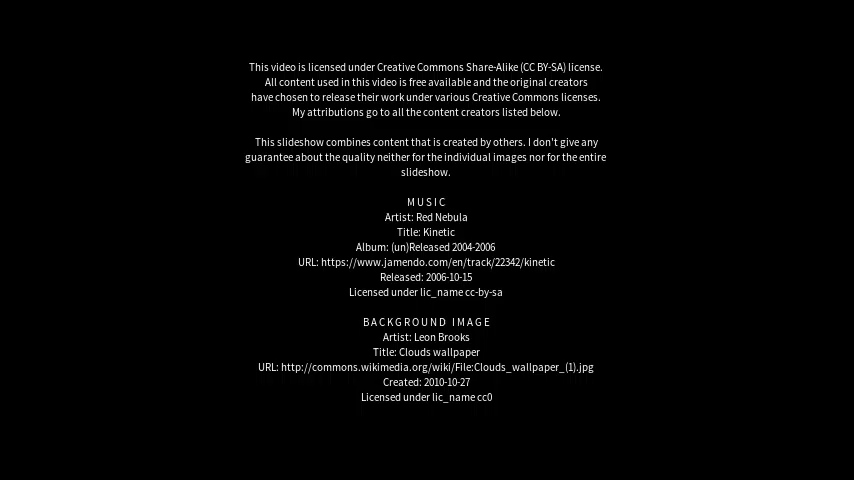 This video is licensed under Creative Commons Share-Alike (CC BY-SA) license.
All content used in this video is free available and the original creators
have chosen to release their work under various Creative Commons licenses.
My attributions go to all the content creators listed below.
This slideshow combines content that is created by others. I don't give any
guarantee about the quality neither for the individual images nor for the entire
slideshow.
M U S I C
Artist: Red Nebula
Title: Kinetic
Album: (un)Released 2004-2006
URL: https://www.jamendo.com/en/track/22342/kinetic
Released: 2006-10-15
Licensed under lic_name cc-by-sa
B A C K G R O U N D   I M A G E
Artist: Leon Brooks
Title: Clouds wallpaper
URL: http://commons.wikimedia.org/wiki/File:Clouds_wallpaper_(1).jpg
Created: 2010-10-27
Licensed under lic_name cc0